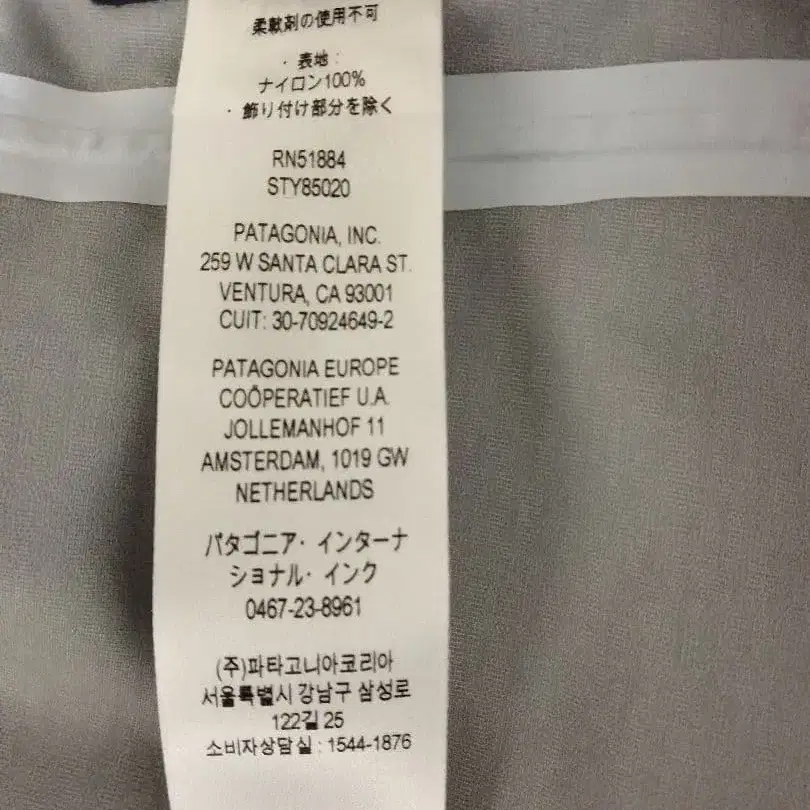 柔軟剤の使用不可
・表地:
ナイロン100%
・飾り付け部分を除く
RN51884
STY85020
PATAGONIA, INC.
259 W SANTA CLARA ST.
VENTURA, CA 93001
CUIT: 30-70924649-2
PATAGONIA EUROPE
COÖPERATIEF U.A.
JOLLEMANHOF 11
AMSTERDAM, 1019 GW
NETHERLANDS
パタゴニア・インターナ
ショナル・インク
0467-23-8961
(주)파타고니아코리아
서울특별시 강남구 삼성로
122길 25
소비자상담실 : 1544-1876